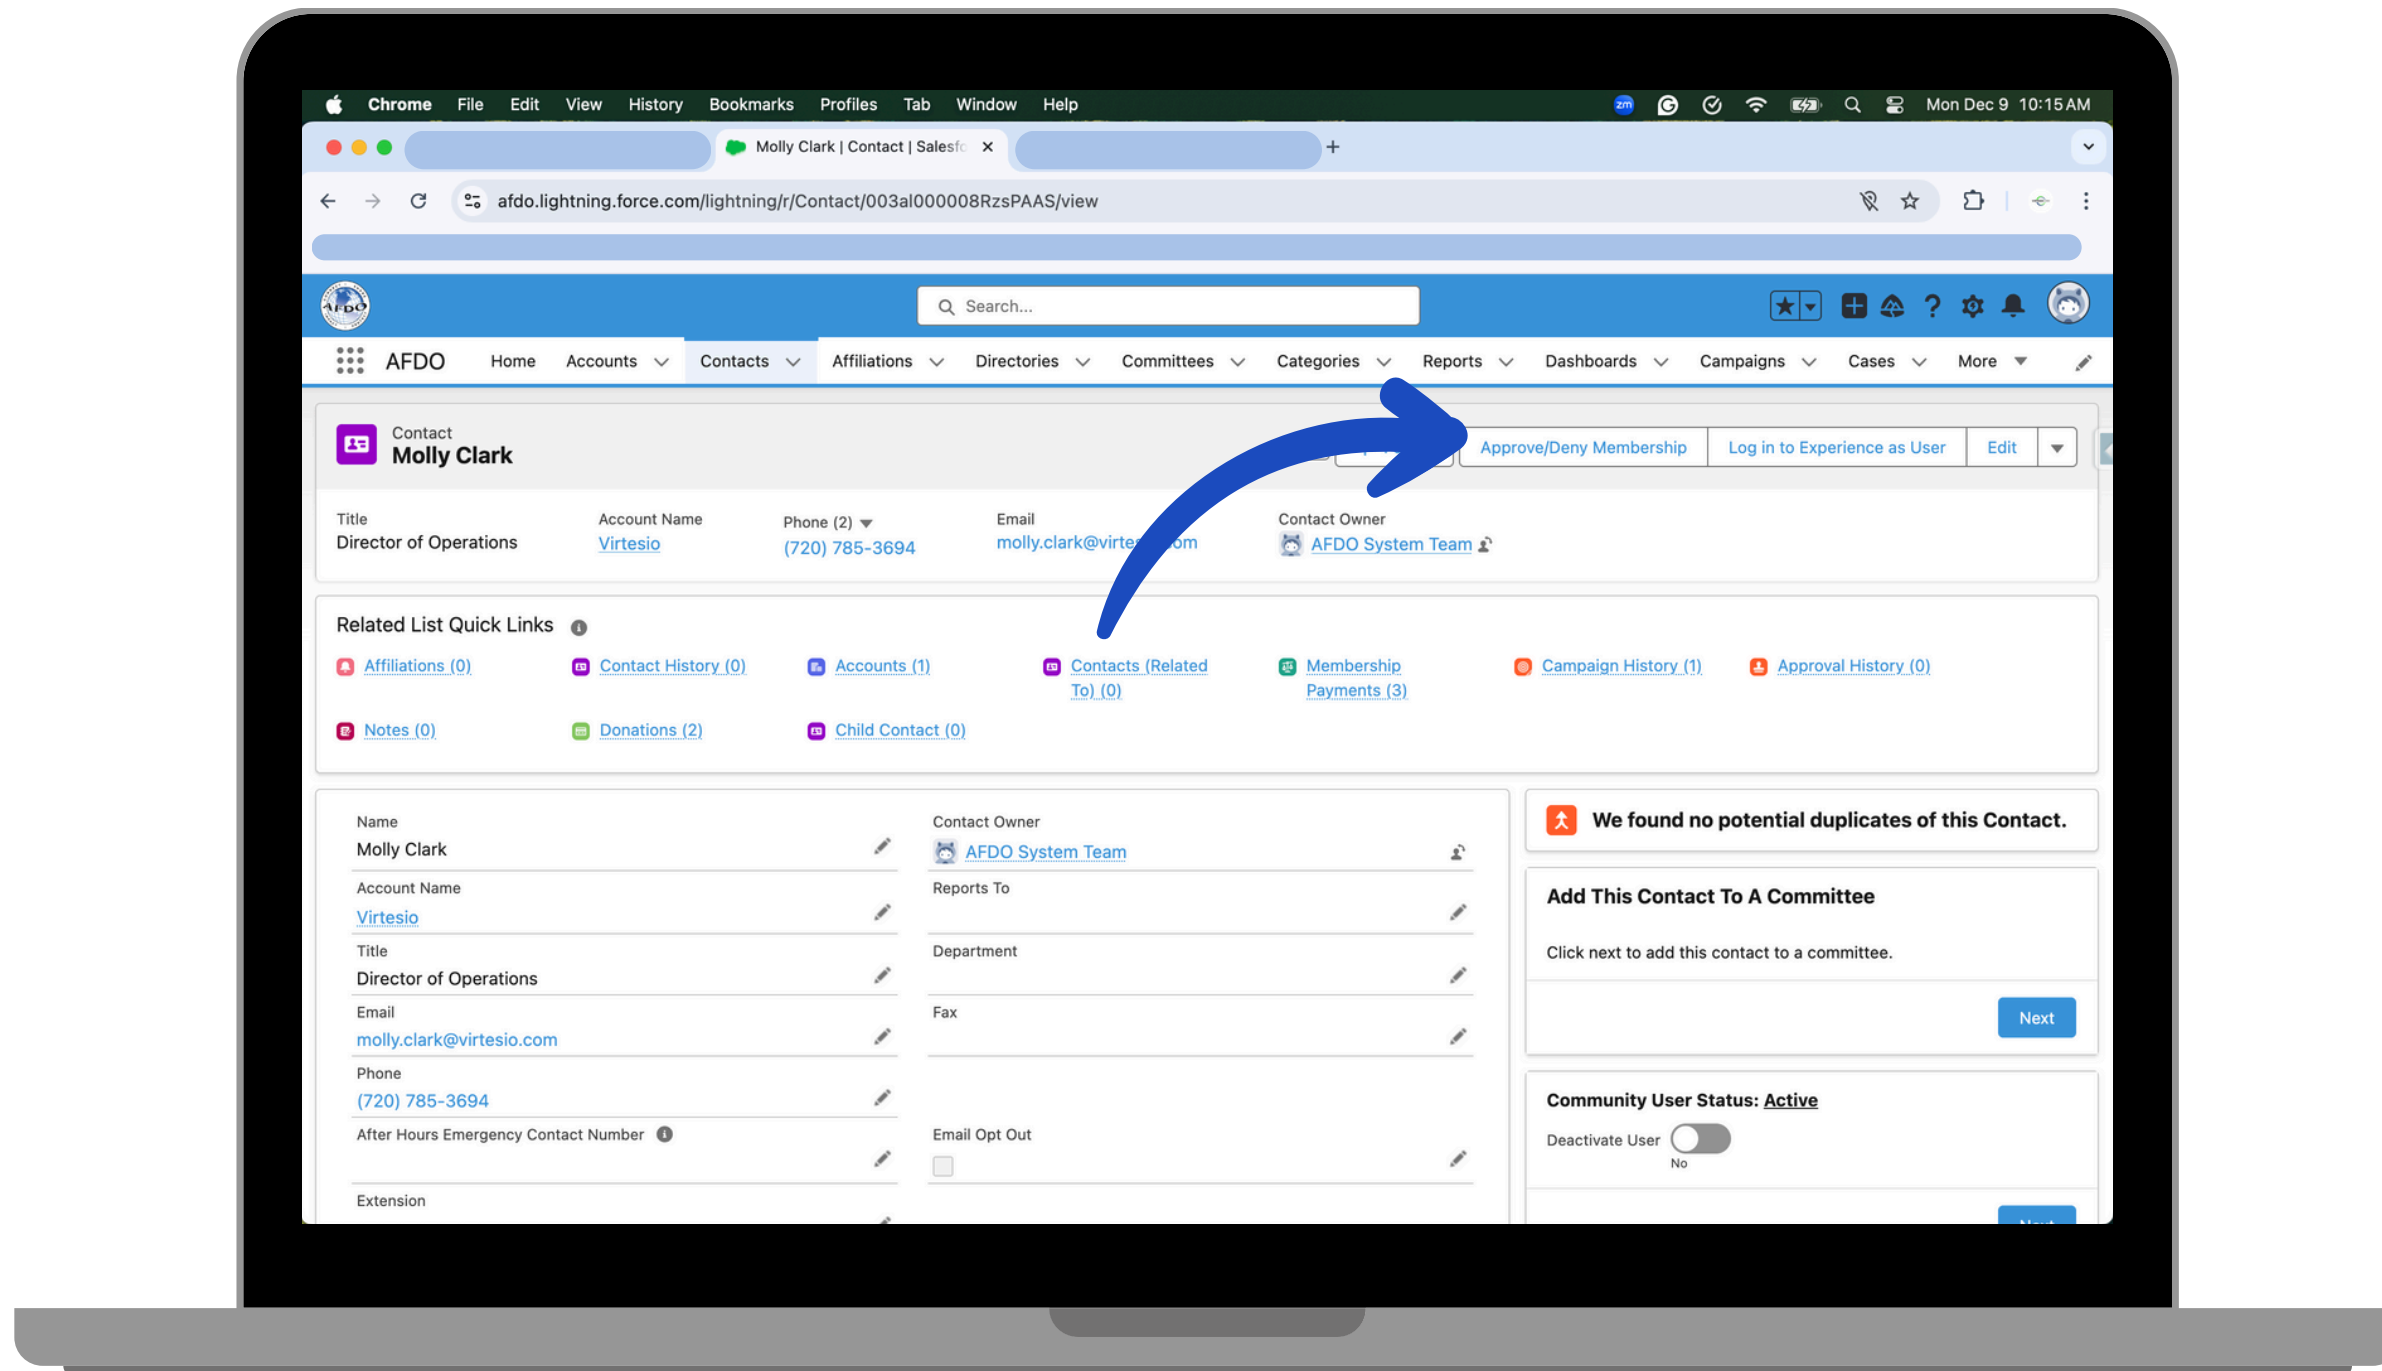 Chrome File Edit View History Bookmarks Profiles Tab Window Help zm Mon Dec 9 10:15 AM
Molly Clark | Contact | Salesfo
afdo.lightning.force.com/lightning/r/Contact/003al000008RzsPAAS/view
AFDO Search...
AFDO Home Accounts Contacts Affiliations Directories Committees Categories Reports Dashboards Campaigns Cases More
Contact
Molly Clark
Approve/Deny Membership Log in to Experience as User Edit
Title Account Name Phone (2) Email Contact Owner
Director of Operations Virtesio (720) 785-3694 molly.clark@virte om AFDO System Team
Related List Quick Links
Affiliations (0) Contact History (0) Accounts (1) Contacts (Related Membership Campaign History (1) Approval History (0)
To) (0) Payments (3)
Notes (0) Donations (2) Child Contact (0)
Name
Molly Clark
Contact Owner
AFDO System Team
Account Name
Virtesio
Reports To
Title
Director of Operations
Department
Email
molly.clark@virtesio.com
Fax
Phone
(720) 785-3694
After Hours Emergency Contact Number
Email Opt Out
Extension
We found no potential duplicates of this Contact.
Add This Contact To A Committee
Click next to add this contact to a committee.
Next
Community User Status: Active
Deactivate User
No
Next